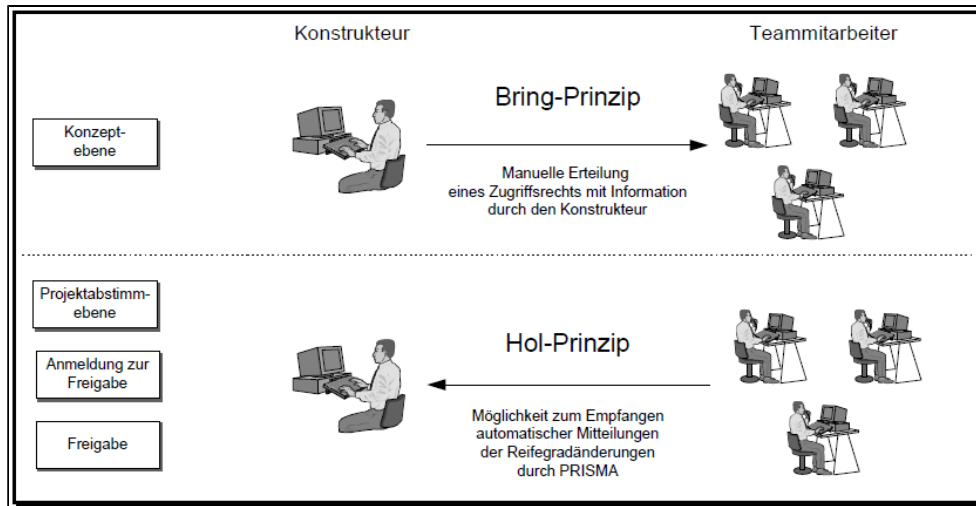 Konstrukteur
Teammitarbeiter
Konzept-
ebene
Bring-Prinzip
Manuelle Erteilung
eines Zugriffsrechts mit Information
durch den Konstrukteur
Projektabstimm-
ebene
Anmeldung zur
Freigabe
Freigabe
Hol-Prinzip
Möglichkeit zum Empfangen
automatischer Mitteilungen
der Reifegradänderungen
durch PRISMA